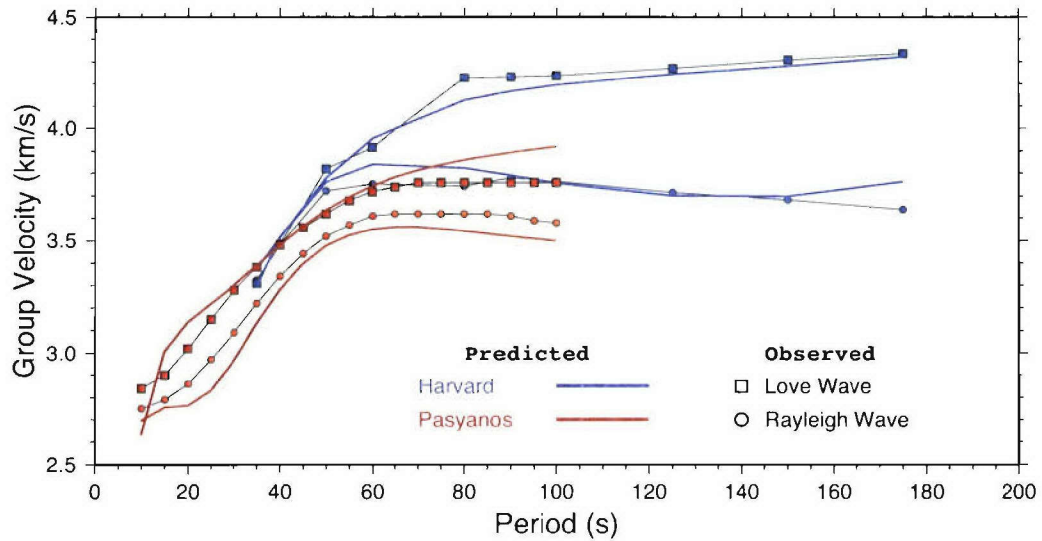 4.5
4.0
3.5
3.0
2.5
Group Velocity (km/s)
Predicted Observed
Harvard Love Wave
Pasyanos Rayleigh Wave
0 20 40 60 80 100 120 140 160 180 200
Period (s)